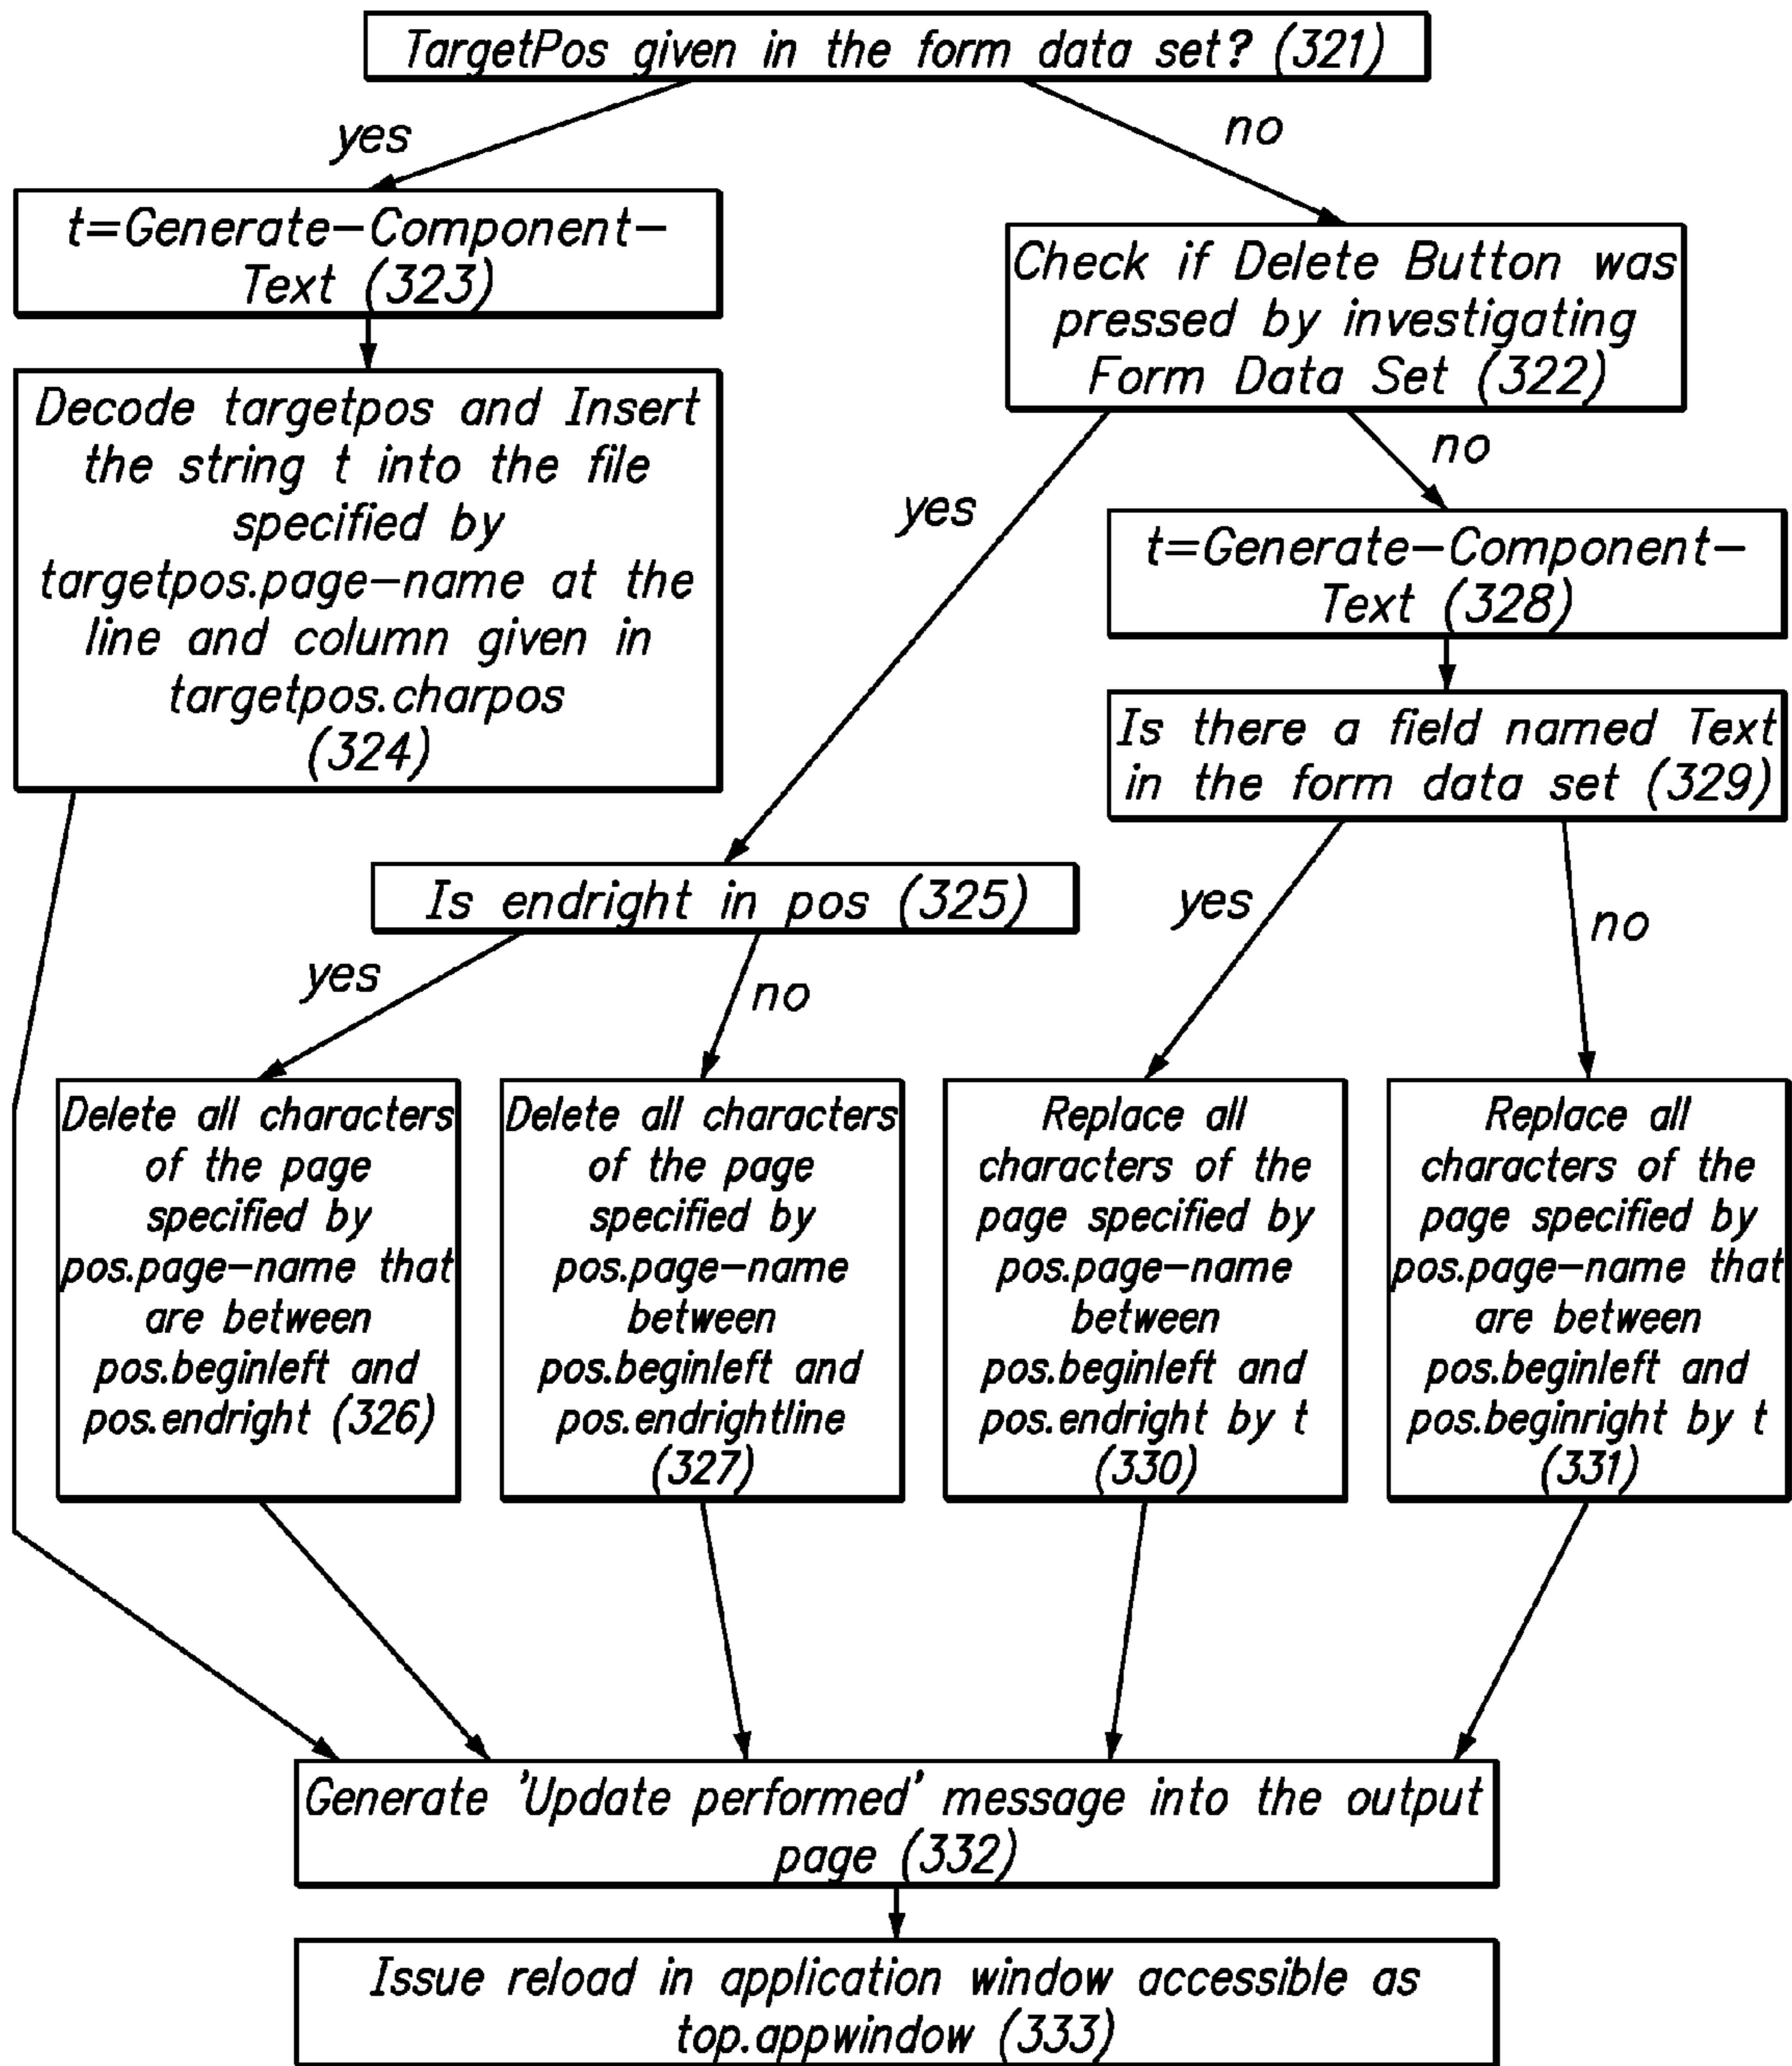 TargetPos given in the form data set? (321)
yes
no
t=Generate-Component-
Text (323)
Check if Delete Button was
pressed by investigating
Form Data Set (322)
Decode targetpos and Insert
the string t into the file
specified by
targetpos.page-name at the
line and column given in
targetpos.charpos
(324)
yes
no
t=Generate-Component-
Text (328)
Is there a field named Text
in the form data set (329)
Is endright in pos (325)
yes
no
yes
no
Delete all characters
of the page
specified by
pos.page-name that
are between
pos.beginleft and
pos.endright (326)
Delete all characters
of the page
specified by
pos.page-name
between
pos.beginleft and
pos.endrightline
(327)
Replace all
characters of the
page specified by
pos.page-name
between
pos.beginleft and
pos.endright by t
(330)
Replace all
characters of the
page specified by
pos.page-name that
are between
pos.beginleft and
pos.beginright by t
(331)
Generate 'Update performed' message into the output
page (332)
Issue reload in application window accessible as
top.appwindow (333)